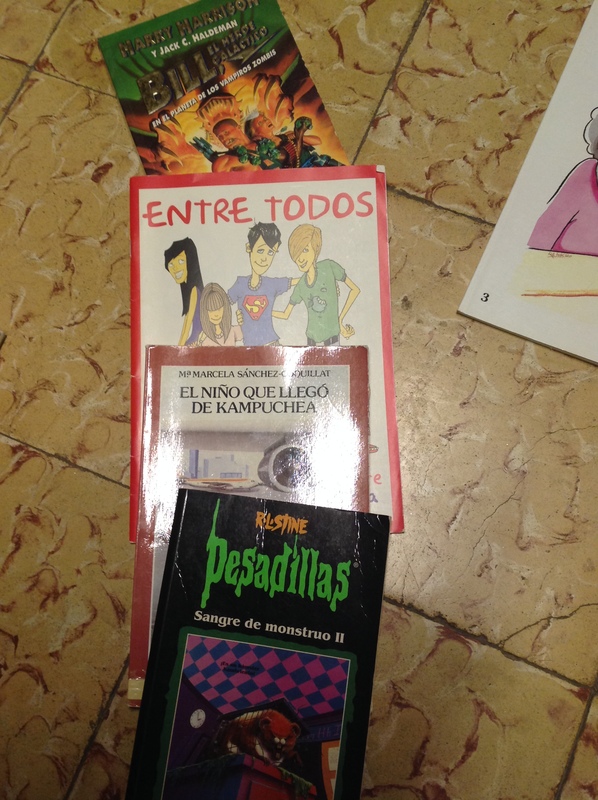 HARRY HARRISON
Y JACK C. HALDEMAN
BILL,
EL HÉROE
GALÁCTICO
EN EL PLANETA DE LOS VAMPIROS ZOMBIS
ENTRE TODOS
S
Mª MARCELA SÁNCHEZ-COQUILLAT
EL NIÑO QUE LLEGÓ
DE KAMPUCHEA
re
a
R.L. STINE
Pesadillas®
Sangre de monstruo II
3